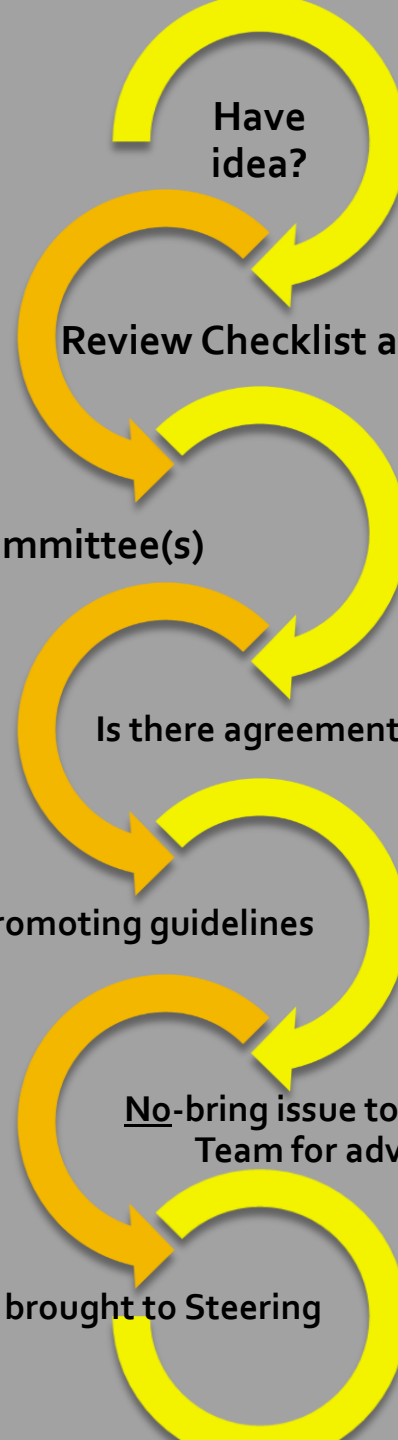 Have
idea?
Review Checklist a
mmittee(s)
Is there agreement
romoting guidelines
No-bring issue to
Team for adv
brought to Steering